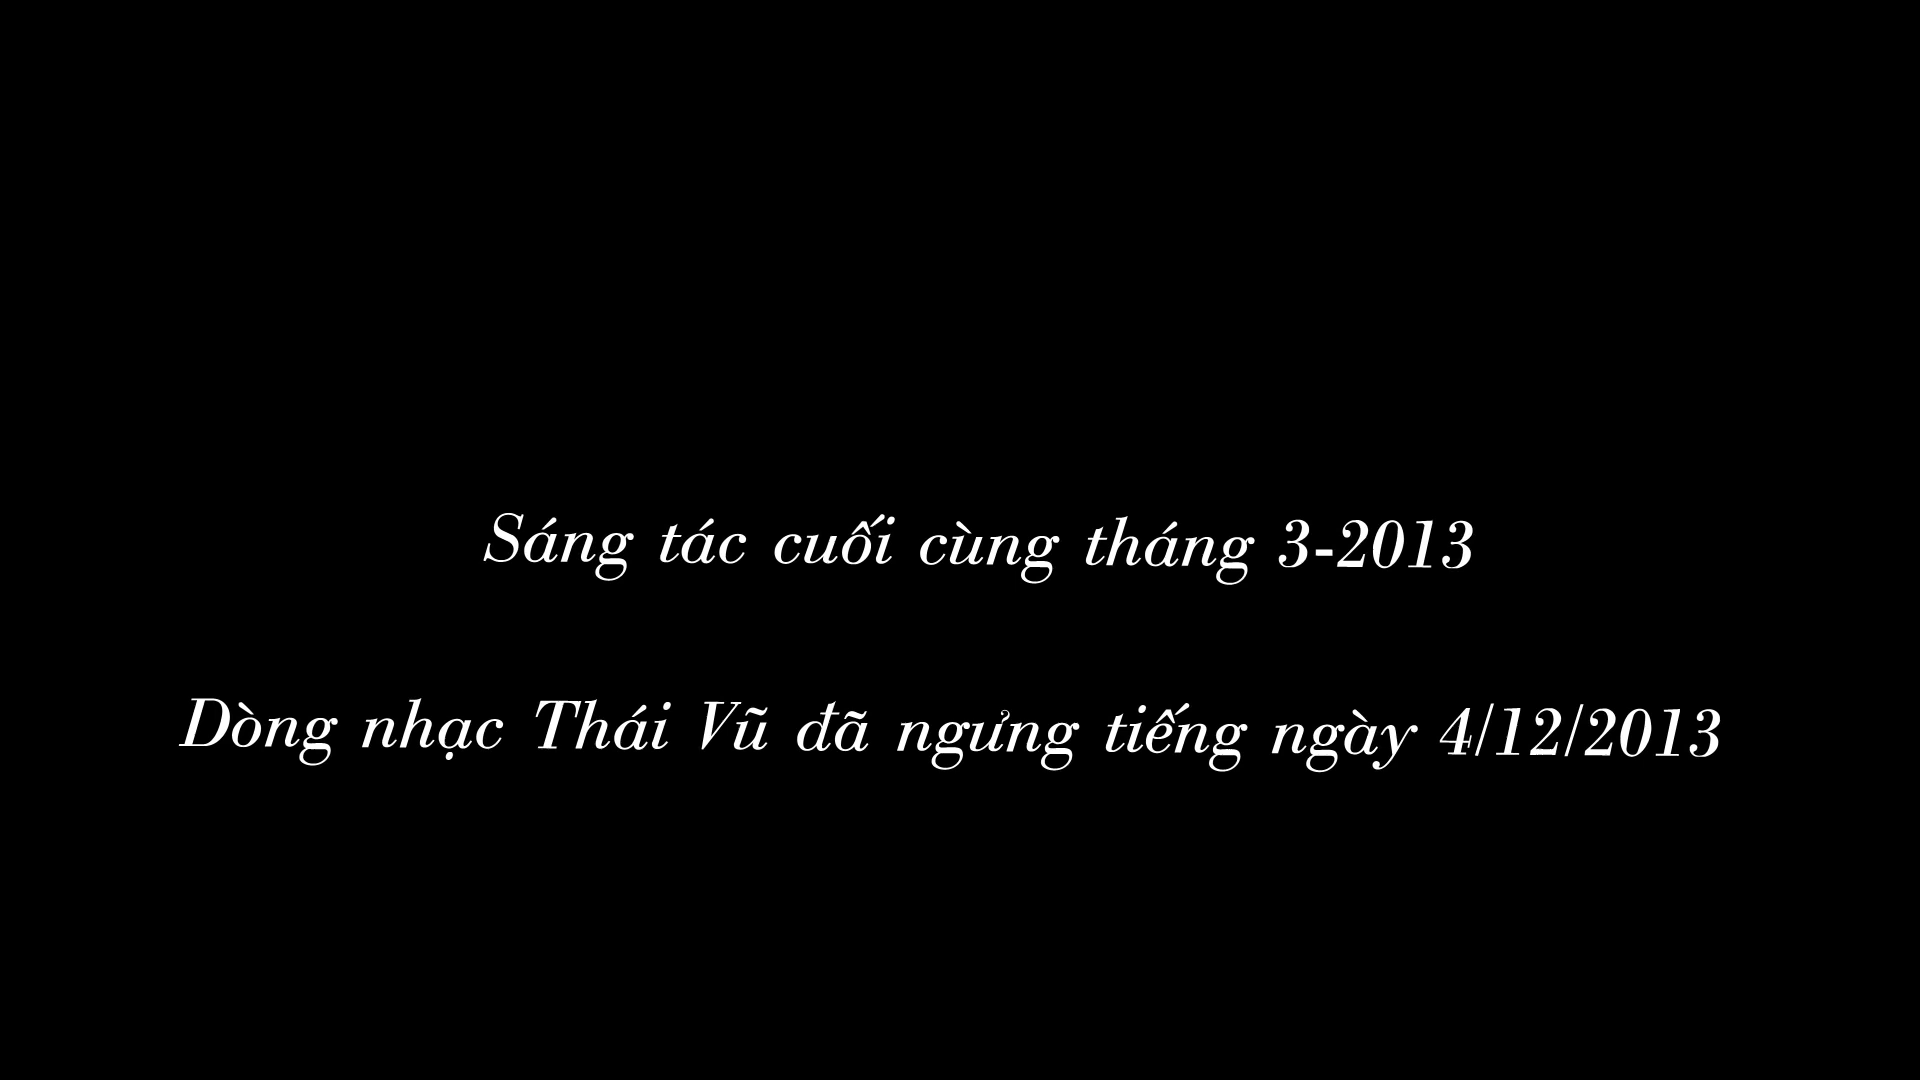 Sáng tác cuối cùng tháng 3-2013
Dòng nhạc Thái Vũ đã ngưng tiếng ngày 4/12/2013